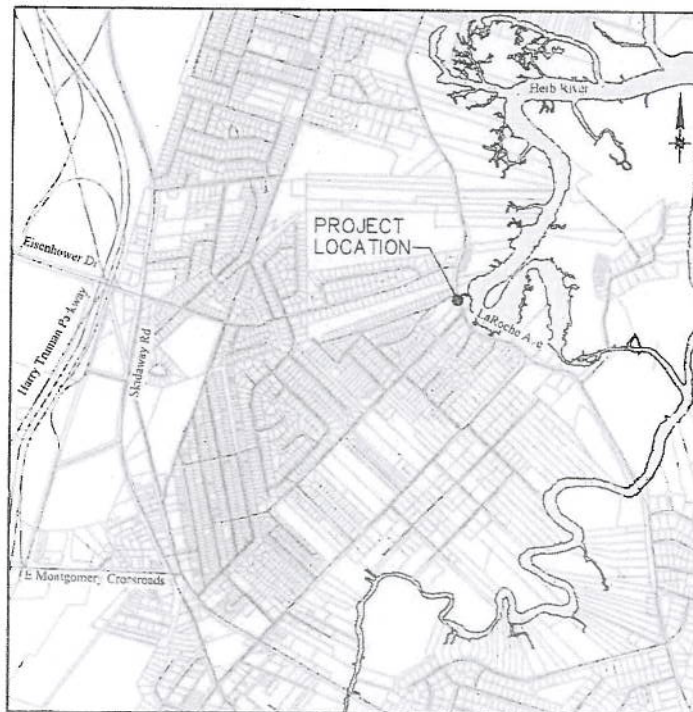 Herb River
PROJECT
LOCATION
Eisenhower Dr
LaRoche Ave
Harry Truman Parkway
Skidaway Rd
E Montgomery Crossroads